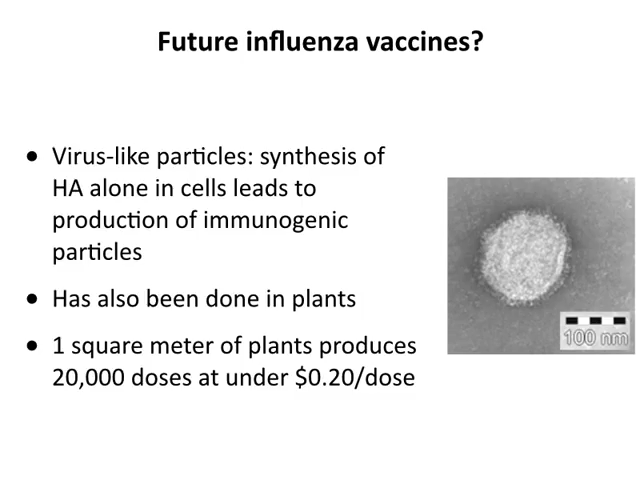 Future influenza vaccines?
• Virus-like particles: synthesis of
HA alone in cells leads to
production of immunogenic
particles
• Has also been done in plants
• 1 square meter of plants produces
20,000 doses at under $0.20/dose
100 nm